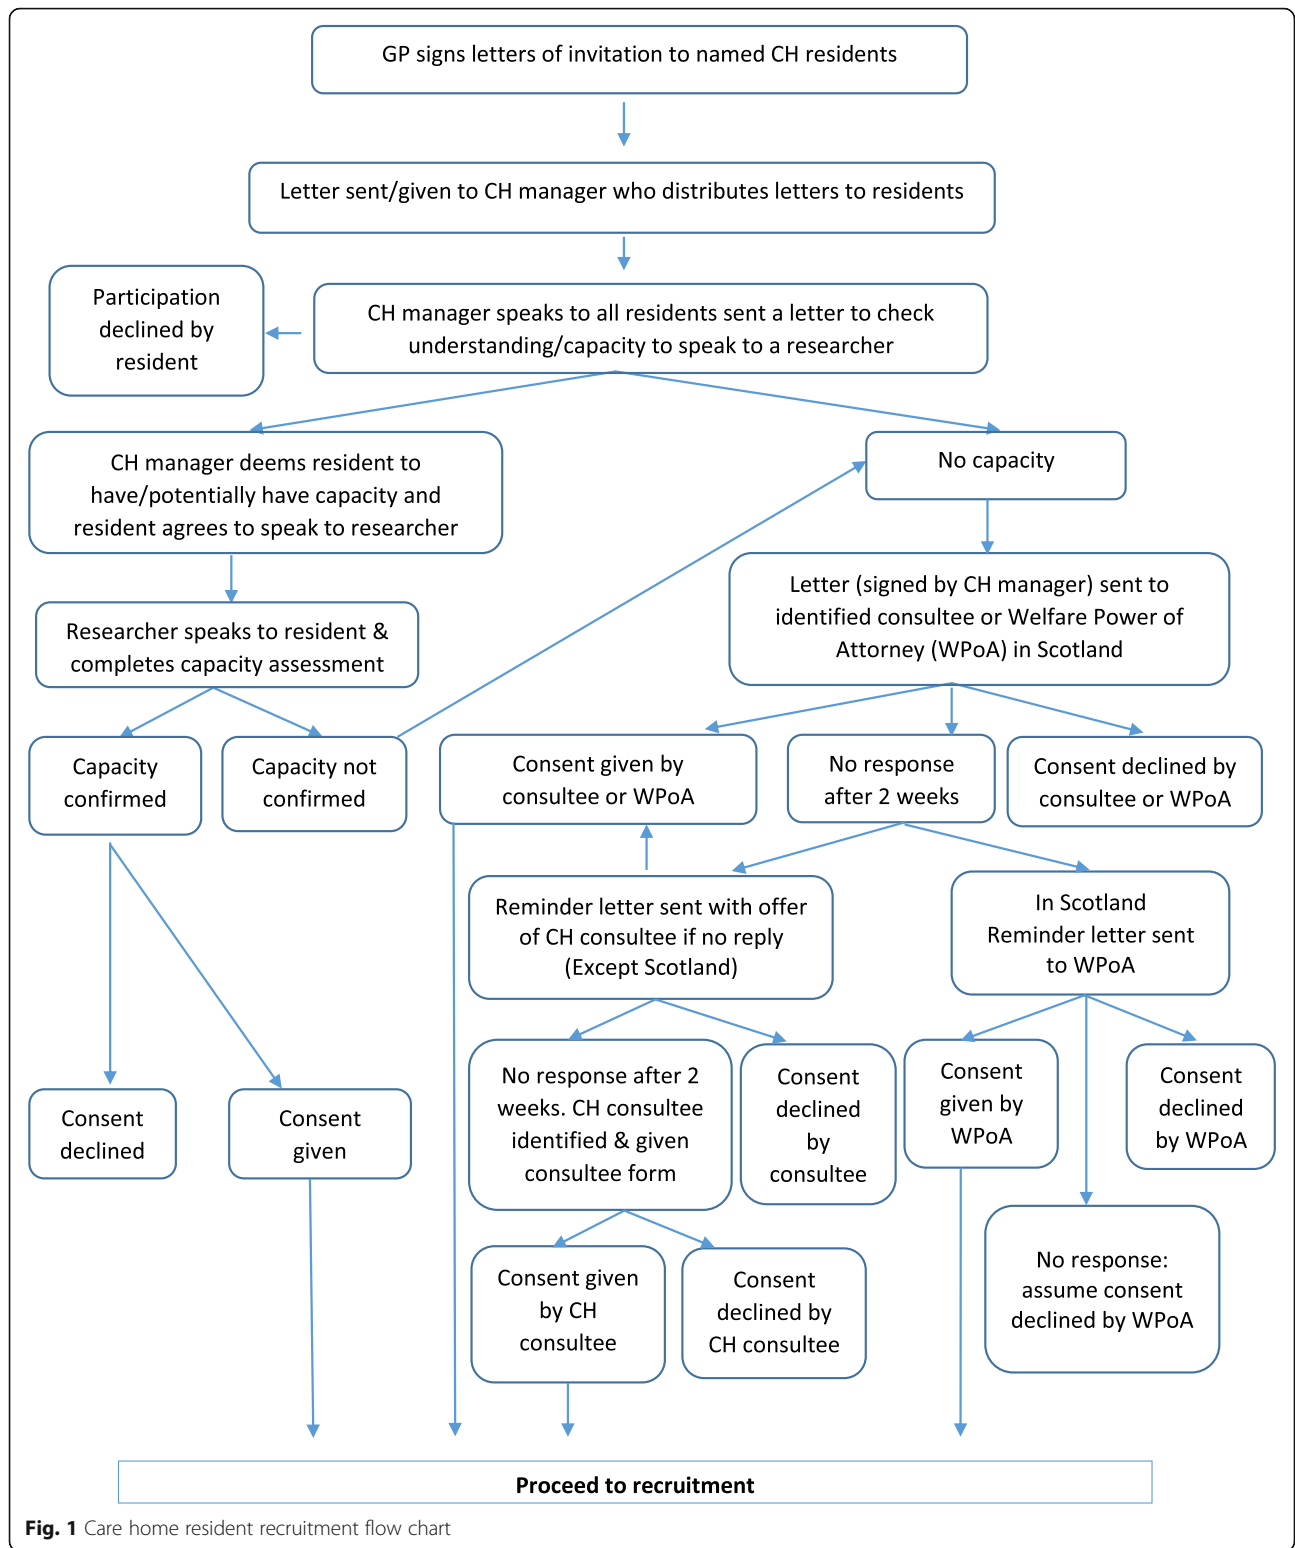 GP signs letters of invitation to named CH residents
Letter sent/given to CH manager who distributes letters to residents
Participation
declined by
resident
CH manager speaks to all residents sent a letter to check
understanding/capacity to speak to a researcher
CH manager deems resident to
have/potentially have capacity and
resident agrees to speak to researcher
No capacity
Researcher speaks to resident &
completes capacity assessment
Letter (signed by CH manager) sent to
identified consultee or Welfare Power of
Attorney (WPoA) in Scotland
Capacity
confirmed
Capacity not
confirmed
Consent given by
consultee or WPoA
No response
after 2 weeks
Consent declined by
consultee or WPoA
Reminder letter sent with offer
of CH consultee if no reply
(Except Scotland)
In Scotland
Reminder letter sent
to WPoA
Consent
declined
Consent
given
No response after 2
weeks. CH consultee
identified & given
consultee form
Consent
declined
by
consultee
Consent
given by
WPoA
Consent
declined
by WPoA
Consent given
by CH
consultee
Consent
declined by
CH consultee
No response:
assume consent
declined by WPoA
Proceed to recruitment
Fig. 1 Care home resident recruitment flow chart